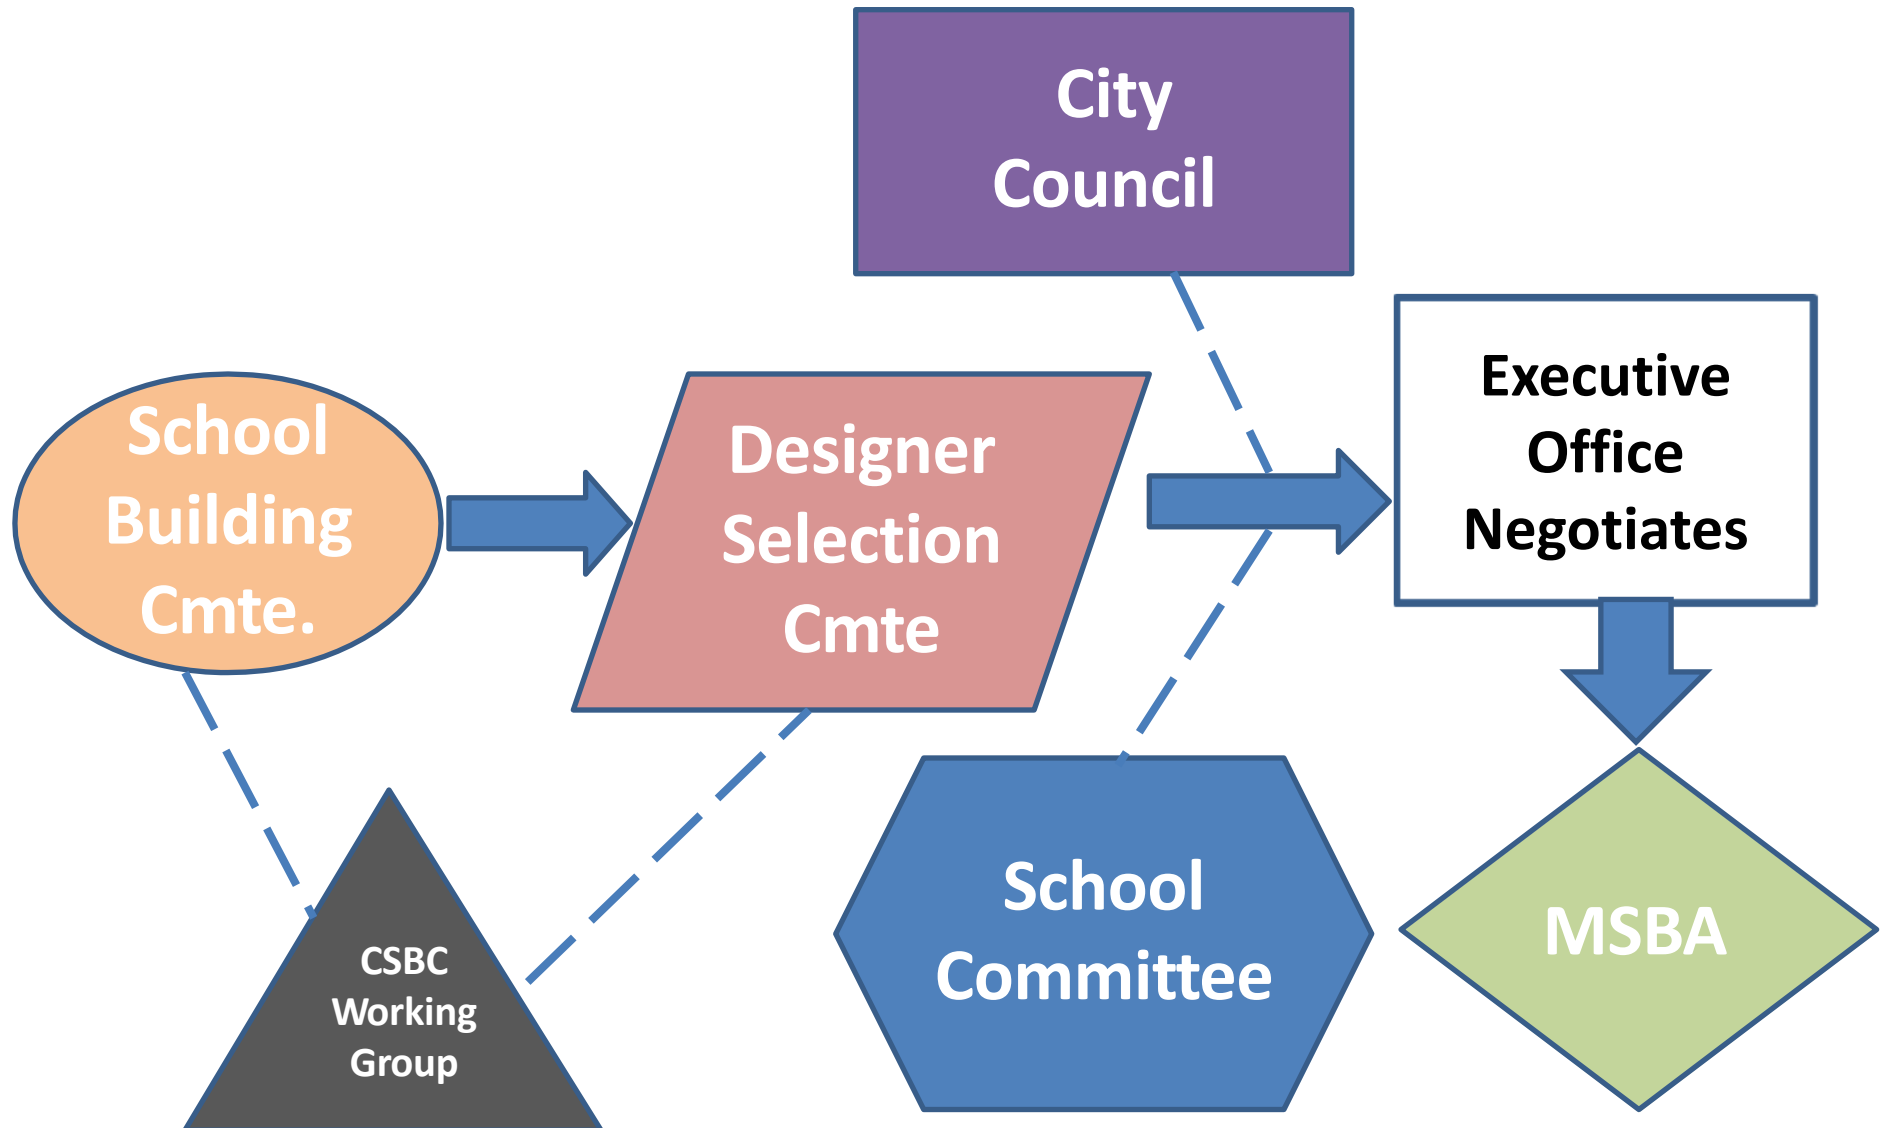 City
Council
School
Building
Cmte.
Designer
Selection
Cmte
Executive
Office
Negotiates
CSBC
Working
Group
School
Committee
MSBA